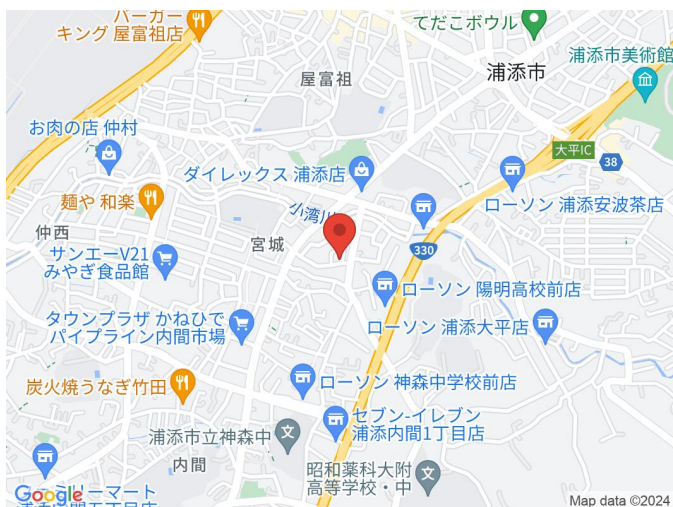 バーガー
キング 屋富祖店
てだこボウル
屋富祖
浦添市
浦添市美術館
お肉の店 仲村
大平IC
38
ダイレックス 浦添店
麺や 和楽
ローソン 浦添安波茶店
小湾川
仲西
宮城
330
サンエーV21
みやぎ食品館
ローソン 陽明高校前店
タウンプラザ かねひで
パイプライン内間市場
ローソン 浦添大平店
炭火焼うなぎ竹田
ローソン 神森中学校前店
セブン-イレブン
浦添内間1丁目店
浦添市立神森中
文
内間
昭和薬科大附
高等学校・中
文
ミリーマート
Google
Map data ©2024